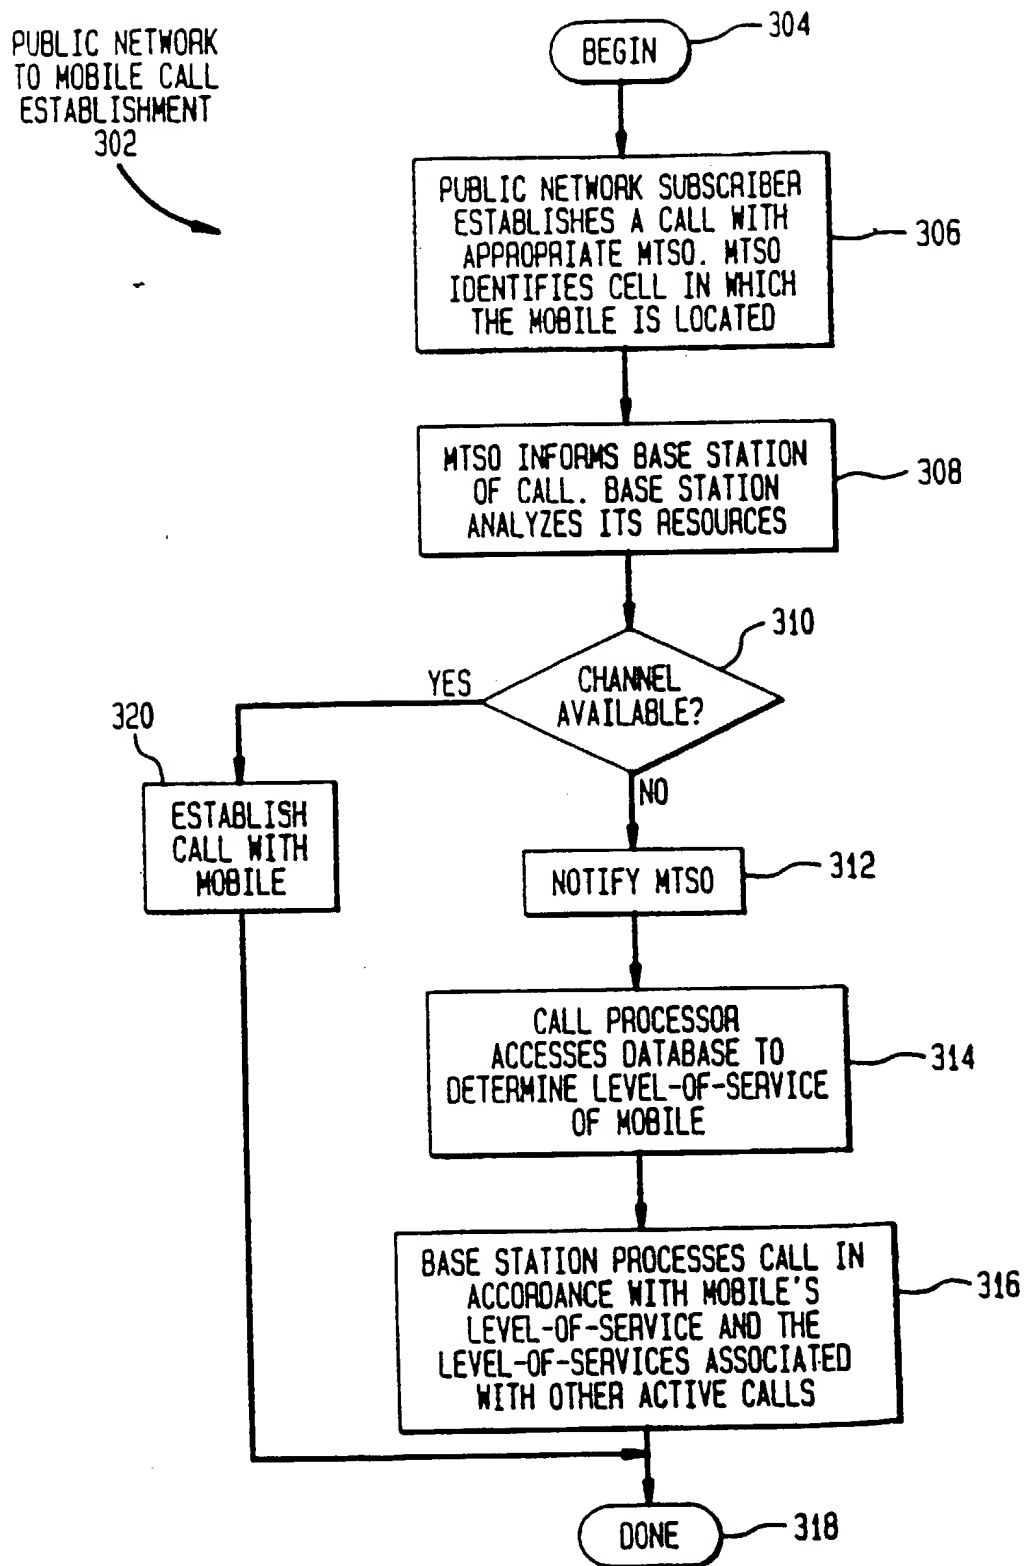 PUBLIC NETWORK
TO MOBILE CALL
ESTABLISHMENT
302
BEGIN
304
PUBLIC NETWORK SUBSCRIBER
ESTABLISHES A CALL WITH
APPROPRIATE MTSO. MTSO
IDENTIFIES CELL IN WHICH
THE MOBILE IS LOCATED
306
MTSO INFORMS BASE STATION
OF CALL. BASE STATION
ANALYZES ITS RESOURCES
308
310
CHANNEL
AVAILABLE?
YES
NO
320
ESTABLISH
CALL WITH
MOBILE
NOTIFY MTSO
312
CALL PROCESSOR
ACCESSES DATABASE TO
DETERMINE LEVEL-OF-SERVICE
OF MOBILE
314
BASE STATION PROCESSES CALL IN
ACCORDANCE WITH MOBILE'S
LEVEL-OF-SERVICE AND THE
LEVEL-OF-SERVICES ASSOCIATED
WITH OTHER ACTIVE CALLS
316
DONE
318